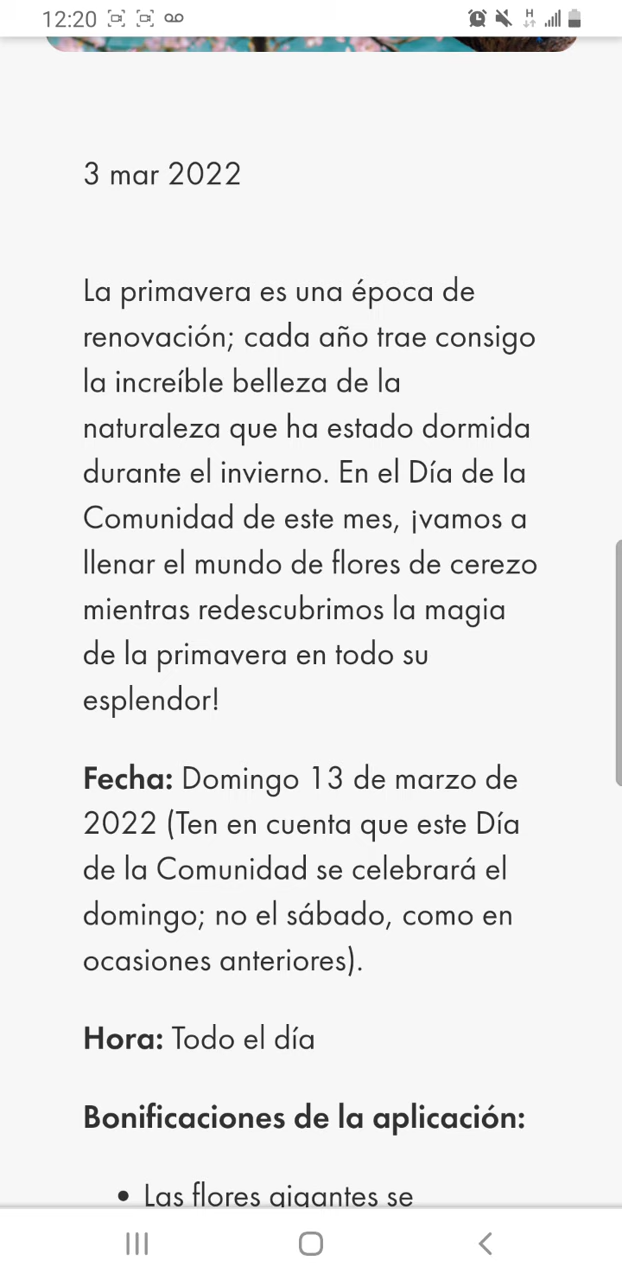 12:20
H
3 mar 2022
La primavera es una época de
renovación; cada año trae consigo
la increíble belleza de la
naturaleza que ha estado dormida
durante el invierno. En el Día de la
Comunidad de este mes, ¡vamos a
llenar el mundo de flores de cerezo
mientras redescubrimos la magia
de la primavera en todo su
esplendor!
Fecha: Domingo 13 de marzo de
2022 (Ten en cuenta que este Día
de la Comunidad se celebrará el
domingo; no el sábado, como en
ocasiones anteriores).
Hora: Todo el día
Bonificaciones de la aplicación:
• Las flores gigantes se